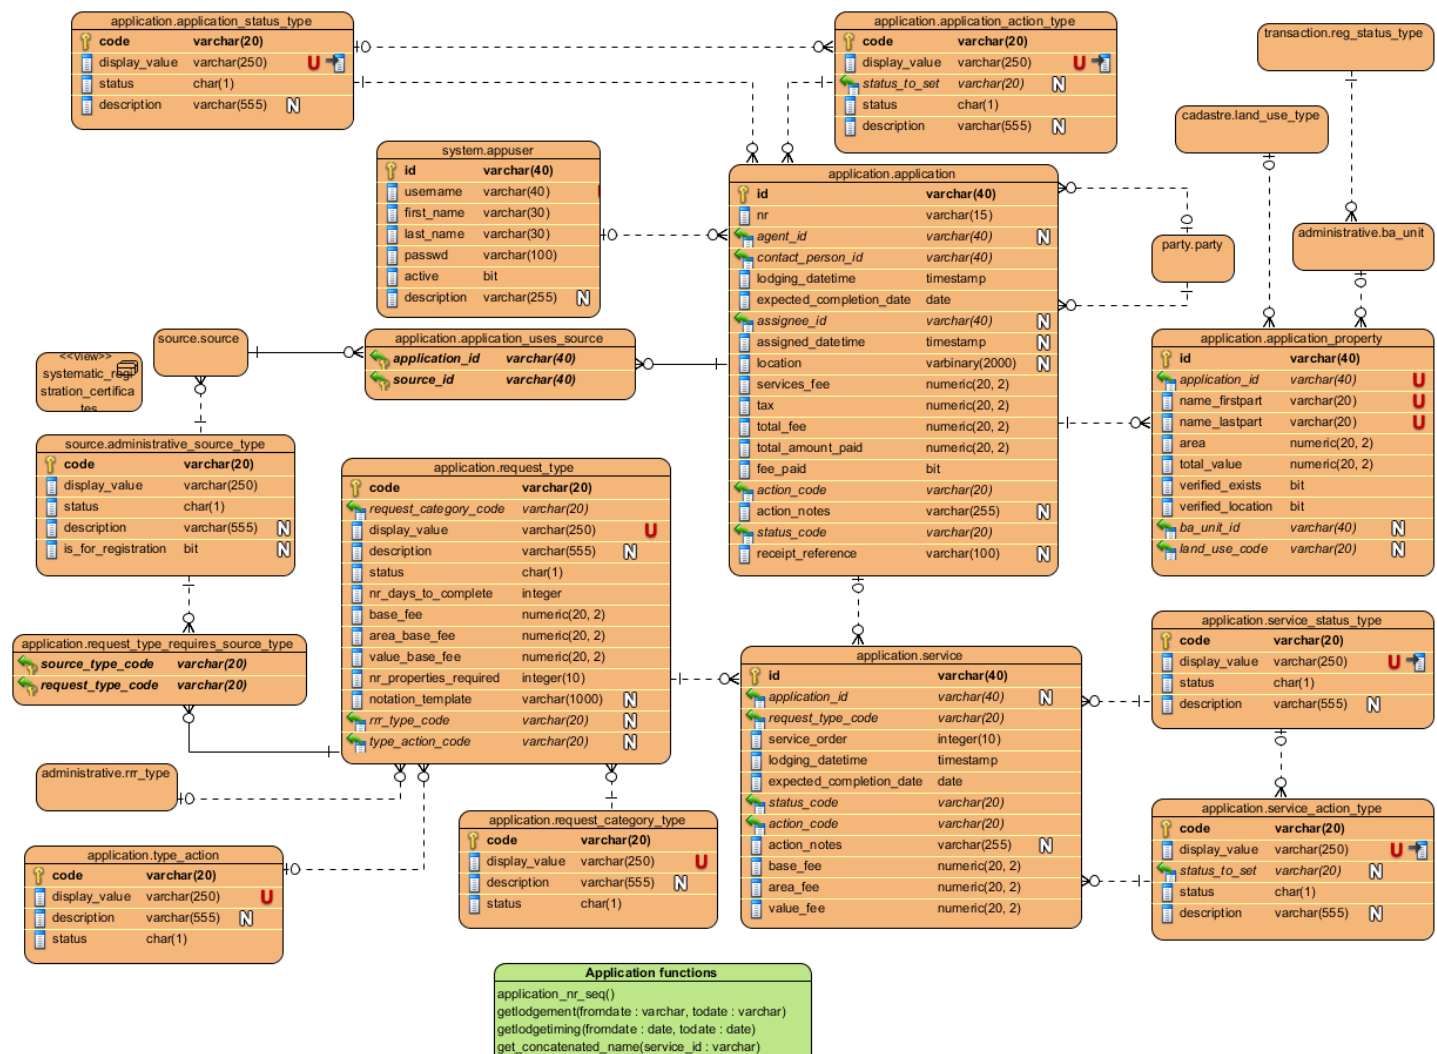 application.application_status_type
code varchar(20)
display_value varchar(250) U
status char(1)
description varchar(555) N
application.application_action_type
code varchar(20)
display_value varchar(250) U
status_to_set varchar(20) N
status char(1)
description varchar(555) N
transaction.reg_status_type
cadastre.land_use_type
system.appuser
id varchar(40)
username varchar(40)
first_name varchar(30)
last_name varchar(30)
passwd varchar(100)
active bit
description varchar(255) N
application.application
id varchar(40)
nr varchar(15)
agent_id varchar(40) N
contact_person_id varchar(40)
lodging_datetime timestamp
expected_completion_date date
assignee_id varchar(40) N
assigned_datetime timestamp N
location varbinary(2000) N
services_fee numeric(20, 2)
tax numeric(20, 2)
total_fee numeric(20, 2)
total_amount_paid numeric(20, 2)
fee_paid bit
action_code varchar(20)
action_notes varchar(255) N
status_code varchar(20)
receipt_reference varchar(100) N
party.party
administrative.ba_unit
source.source
application.application_uses_source
application_id varchar(40)
source_id varchar(40)
<<View>>
systematic_regi
stration_certifica
tes
application.application_property
id varchar(40)
application_id varchar(40) U
name_firstpart varchar(20) U
name_lastpart varchar(20) U
area numeric(20, 2)
total_value numeric(20, 2)
verified_exists bit
verified_location bit
ba_unit_id varchar(40) N
land_use_code varchar(20) N
source.administrative_source_type
code varchar(20)
display_value varchar(250)
status char(1)
description varchar(555) N
is_for_registration bit N
application.request_type
code varchar(20)
request_category_code varchar(20)
display_value varchar(250) U
description varchar(555) N
status char(1)
nr_days_to_complete integer
base_fee numeric(20, 2)
area_base_fee numeric(20, 2)
value_base_fee numeric(20, 2)
nr_properties_required integer(10)
notation_template varchar(1000) N
rrr_type_code varchar(20) N
type_action_code varchar(20) N
application.request_type_requires_source_type
source_type_code varchar(20)
request_type_code varchar(20)
application.service
id varchar(40)
application_id varchar(40) N
request_type_code varchar(20)
service_order integer(10)
lodging_datetime timestamp
expected_completion_date date
status_code varchar(20)
action_code varchar(20)
action_notes varchar(255) N
base_fee numeric(20, 2)
area_fee numeric(20, 2)
value_fee numeric(20, 2)
application.service_status_type
code varchar(20)
display_value varchar(250) U
status char(1)
description varchar(555) N
administrative.rrr_type
application.type_action
code varchar(20)
display_value varchar(250) U
description varchar(555) N
status char(1)
application.request_category_type
code varchar(20)
display_value varchar(250) U
description varchar(555) N
status char(1)
application.service_action_type
code varchar(20)
display_value varchar(250) U
status_to_set varchar(20) N
status char(1)
description varchar(555) N
Application functions
application_nr_seq()
getlodgement(fromdate : varchar, todate : varchar)
getlodgetiming(fromdate : date, todate : date)
get_concatenated_name(service_id : varchar)